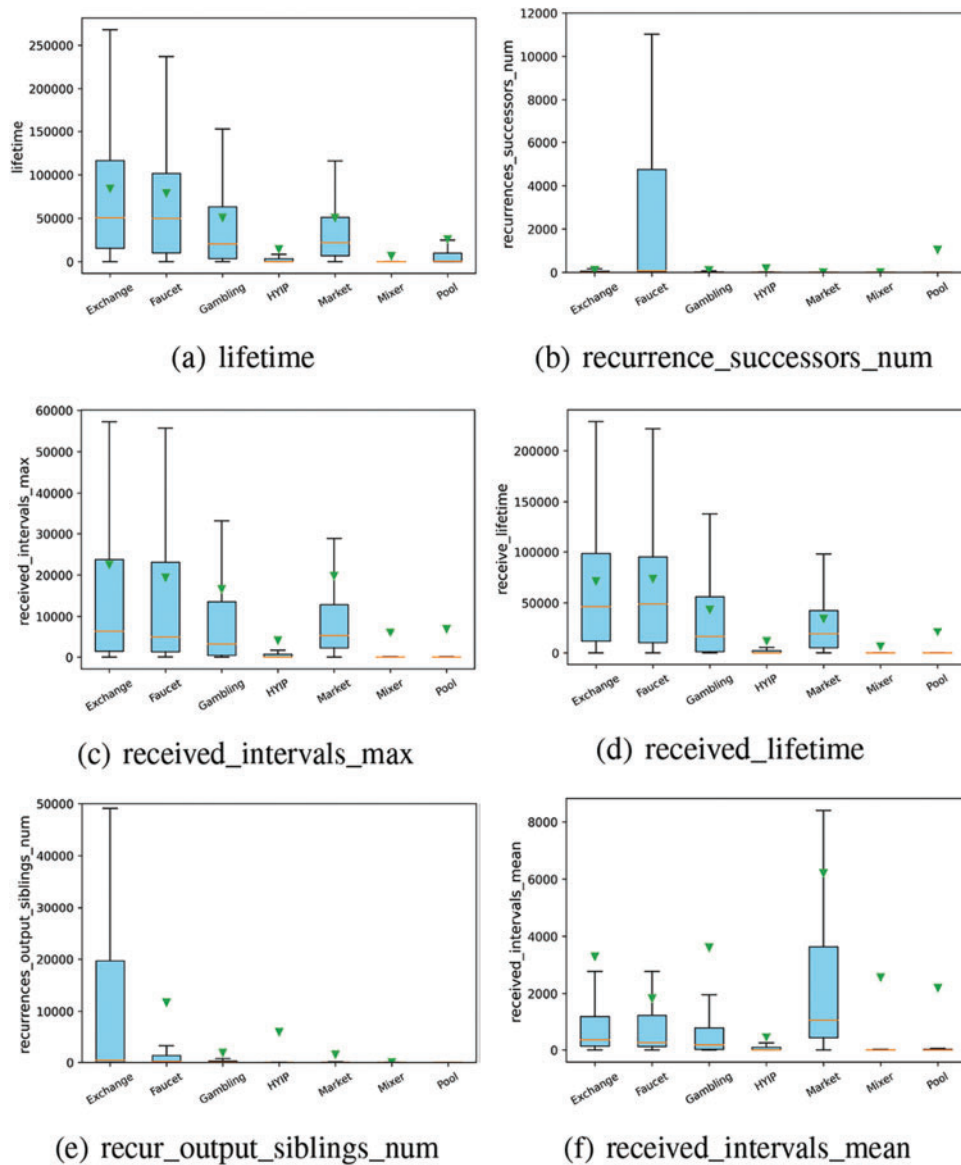 lifetime
250000
200000
150000
100000
50000
0
Exchange
Faucet
Gambling
HYIP
Market
Mixer
Pool
(a) lifetime
recurrences_successors_num
12000
10000
8000
6000
4000
2000
0
Exchange
Faucet
Gambling
HYIP
Market
Mixer
Pool
(b) recurrence_successors_num
received_intervals_max
60000
50000
40000
30000
20000
10000
0
Exchange
Faucet
Gambling
HYIP
Market
Mixer
Pool
(c) received_intervals_max
receive_lifetime
200000
150000
100000
50000
0
Exchange
Faucet
Gambling
HYIP
Market
Mixer
Pool
(d) received_lifetime
recurrences_output_siblings_num
50000
40000
30000
20000
10000
0
Exchange
Faucet
Gambling
HYIP
Market
Mixer
Pool
(e) recur_output_siblings_num
received_intervals_mean
8000
6000
4000
2000
0
Exchange
Faucet
Gambling
HYIP
Market
Mixer
Pool
(f) received_intervals_mean